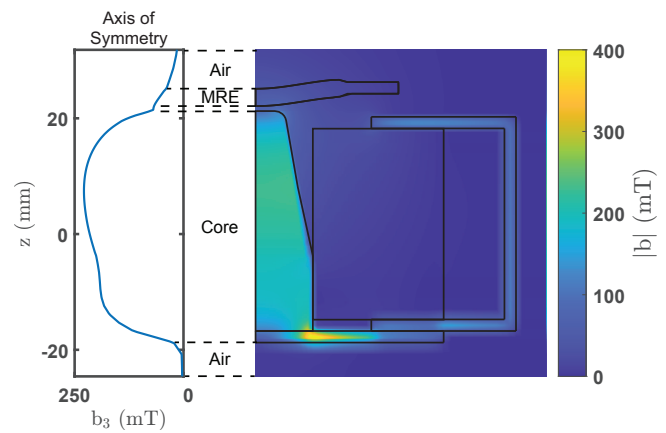 Axis of
Symmetry
Air
MRE
Core
Air
20
0
-20
z (mm)
250
0
b₃ (mT)
400
300
200
100
0
|b| (mT)